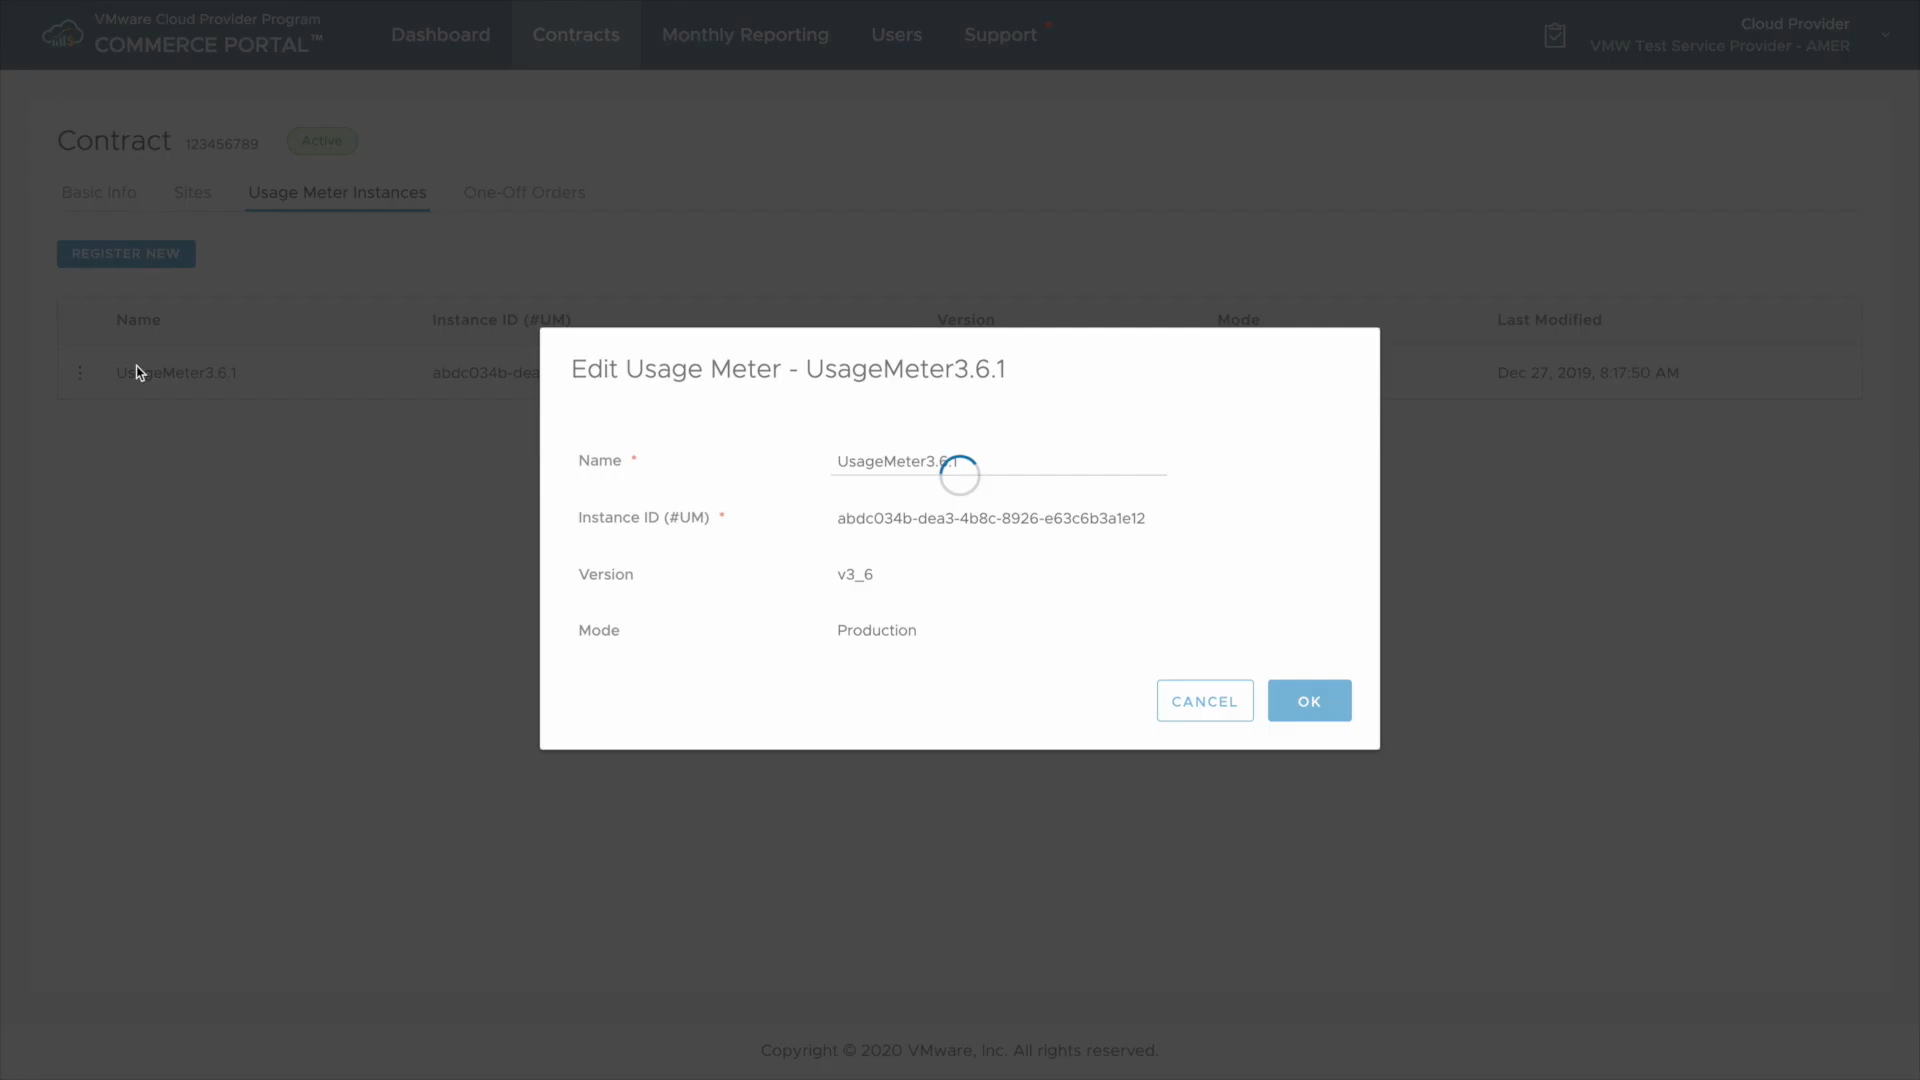 VMware Cloud Provider Program
COMMERCE PORTAL™
Dashboard
Contracts
Monthly Reporting
Users
Support
Cloud Provider
VMW Test Service Provider - AMER
Contract 123456789 Active
Basic Info
Sites
Usage Meter Instances
One-Off Orders
REGISTER NEW
Name
Instance ID (#UM)
Version
Mode
Last Modified
UsageMeter3.6.1
abdc034b-dea
Dec 27, 2019, 8:17:50 AM
Edit Usage Meter - UsageMeter3.6.1
Name * UsageMeter3.6.1
Instance ID (#UM) * abdc034b-dea3-4b8c-8926-e63c6b3a1e12
Version v3_6
Mode Production
CANCEL
OK
Copyright © 2020 VMware, Inc. All rights reserved.